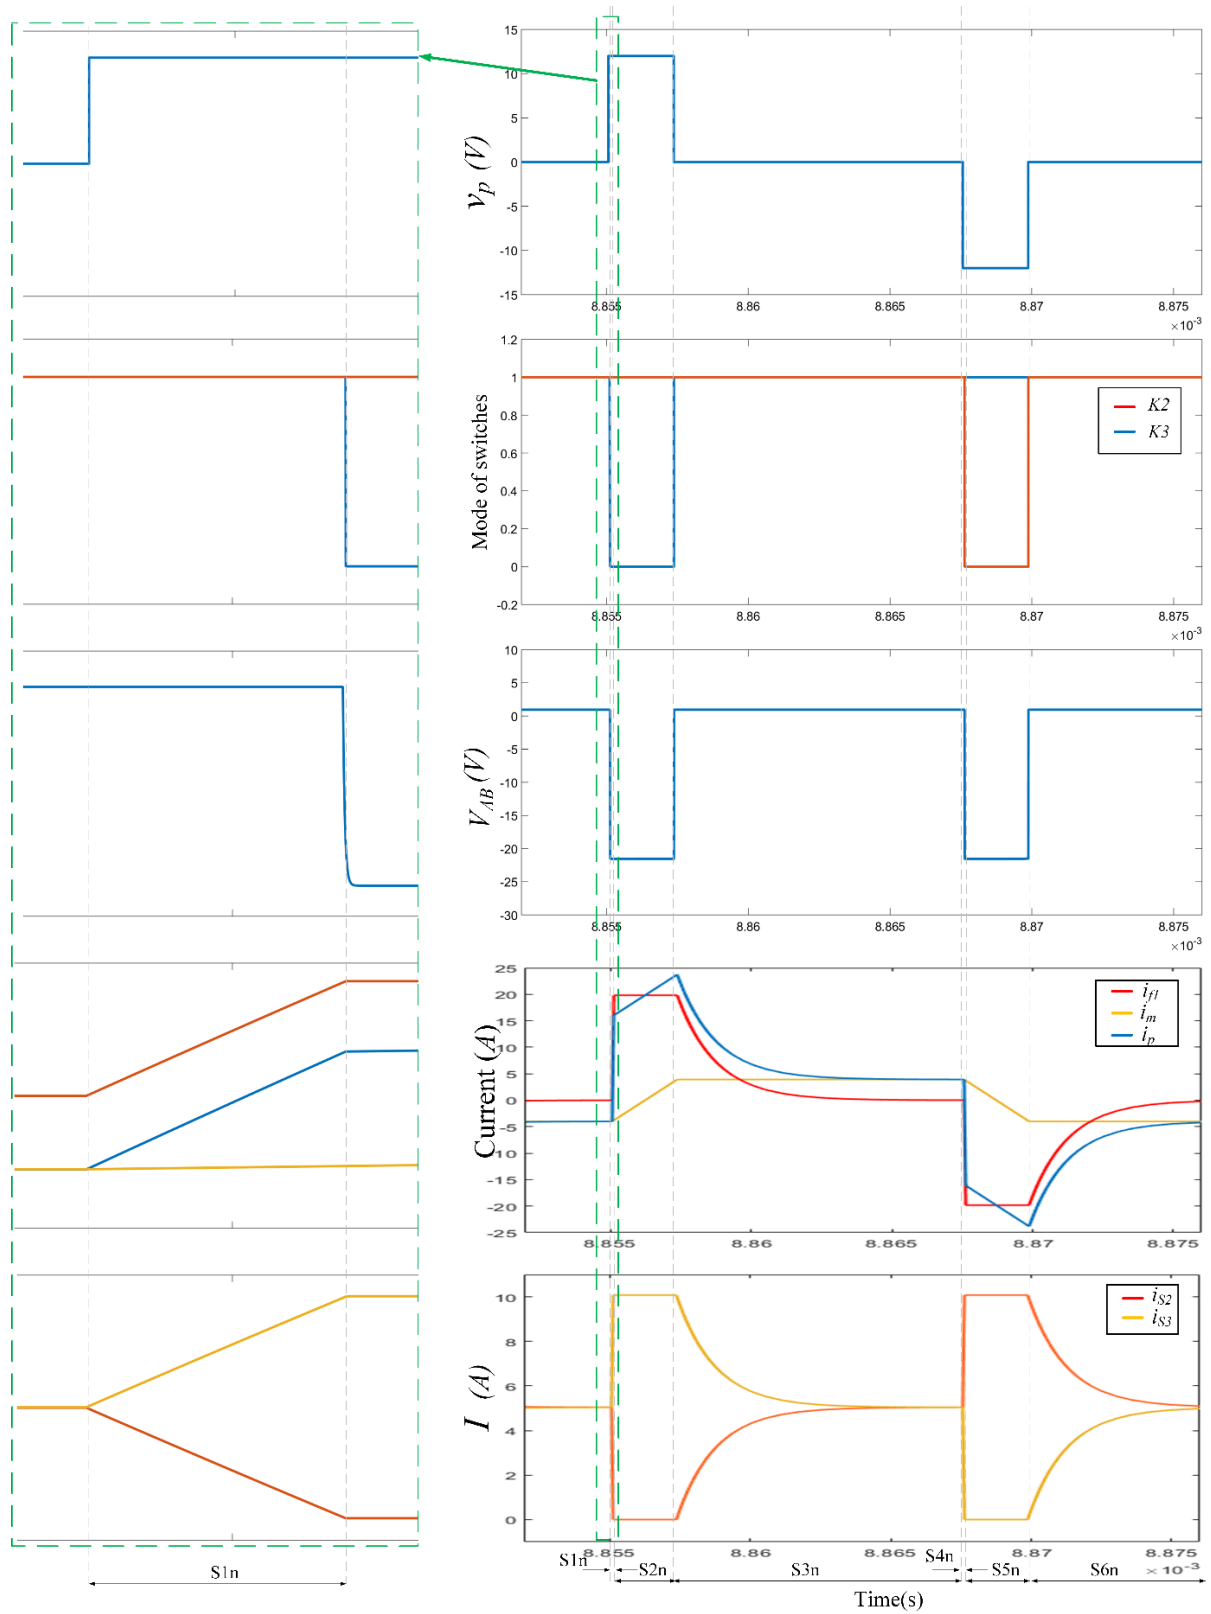 15
10
5
0
-5
-10
-15
v_p (V)
8.855 8.86 8.865 8.87 8.875
×10⁻³
1.2
1
0.8
0.6
0.4
0.2
0
-0.2
Mode of switches
K2
K3
8.855 8.86 8.865 8.87 8.875
×10⁻³
10
5
0
-5
-10
-15
-20
-25
-30
V_AB (V)
8.855 8.86 8.865 8.87 8.875
×10⁻³
25
20
15
10
5
0
-5
-10
-15
-20
-25
Current (A)
i_f1
i_m
i_p
8.855 8.86 8.865 8.87 8.875
10
8
6
4
2
0
I (A)
i_S2
i_S3
8.855 8.86 8.865 8.87 8.875
× 10⁻³
S1n
S1n S2n S3n S4n S5n S6n
Time(s)